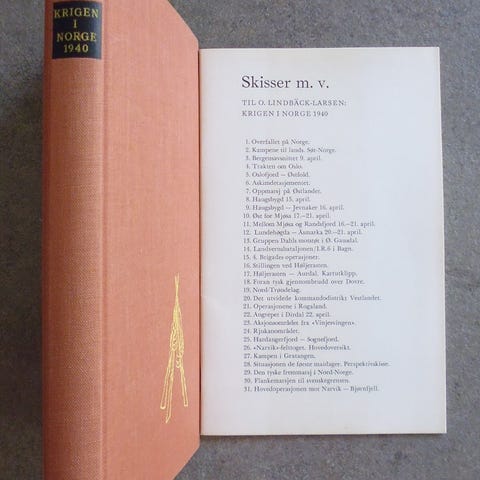 KRIGEN
I
NORGE
1940
Skisser m. v.
TIL O. LINDBÄCK-LARSEN:
KRIGEN I NORGE 1940
1. Overfallet på Norge.
2. Kampene til lands. Sør-Norge.
3. Bergensavsnittet 9. april.
4. Trakten om Oslo.
5. Oslofjord — Østfold.
6. Askimdetasjementet.
7. Oppmarsj på Østlandet.
8. Haugsbygd 15. april.
9. Haugsbygd — Jevnaker 16. april.
10. Øst for Mjøsa 17.—21. april.
11. Mellom Mjøsa og Randsfjord 16.—21. april.
12. Lundehøgda — Åsmarka 20.—21. april.
13. Gruppen Dahls motstøt i Ø. Gausdal.
14. Landvernsbataljonen/I.R.6 i Bagn.
15. 4. Brigades operasjoner.
16. Stillingen ved Høljerasten.
17. Høljerasten — Aurdal. Kartutklipp.
18. Foran tysk gjennombrudd over Dovre.
19. Nord/Trøndelag.
20. Det utvidede kommandodistrikt Vestlandet.
21. Operasjonene i Rogaland.
22. Angrepet i Dirdal 22. april.
23. Aksjonsområdet fra «Vinjesvingen».
24. Rjukanområdet.
25. Hardangerfjord — Sognefjord.
26. «Narvik»-felttoget. Hovedoversikt.
27. Kampen i Gratangen.
28. Situasjonen de første maidager. Perspektivskisse.
29. Den tyske fremmarsj i Nord-Norge.
30. Flankemarsjen til svenskegrensen.
31. Hovedoperasjonen mot Narvik — Bjørnfjell.